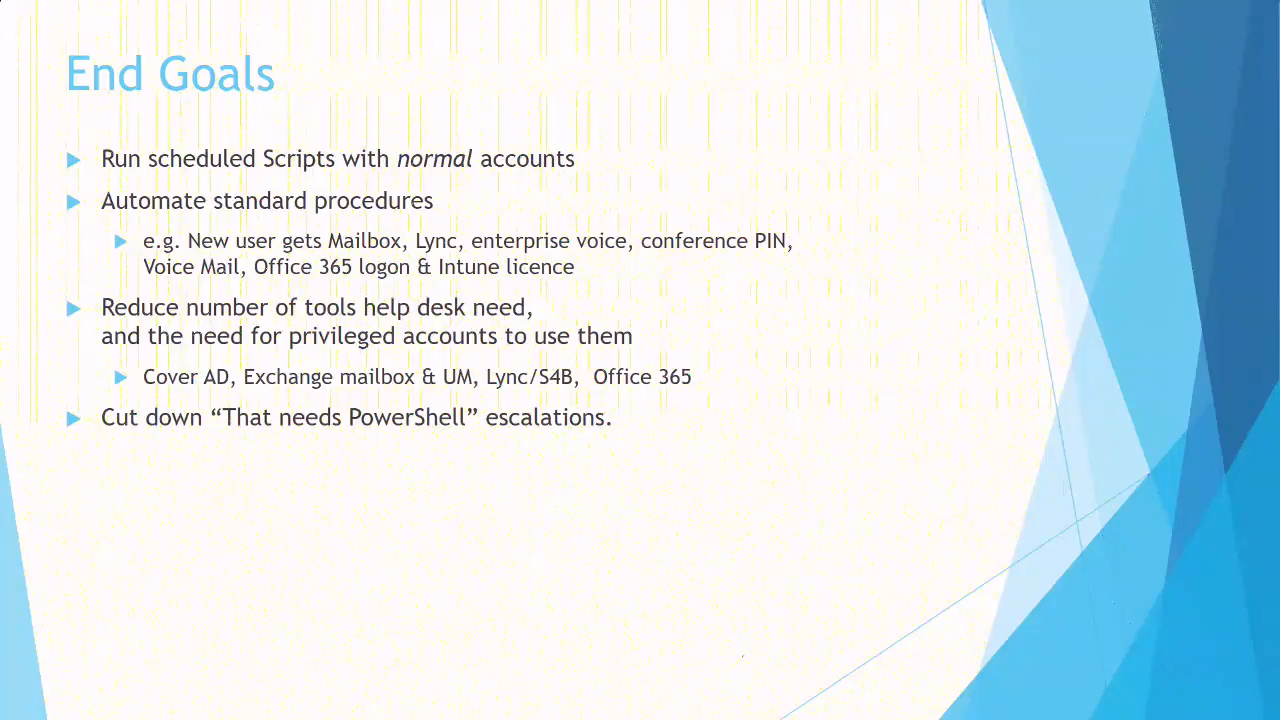 End Goals
Run scheduled Scripts with normal accounts
Automate standard procedures
e.g. New user gets Mailbox, Lync, enterprise voice, conference PIN,
Voice Mail, Office 365 logon & Intune licence
Reduce number of tools help desk need,
and the need for privileged accounts to use them
Cover AD, Exchange mailbox & UM, Lync/S4B,  Office 365
Cut down “That needs PowerShell” escalations.